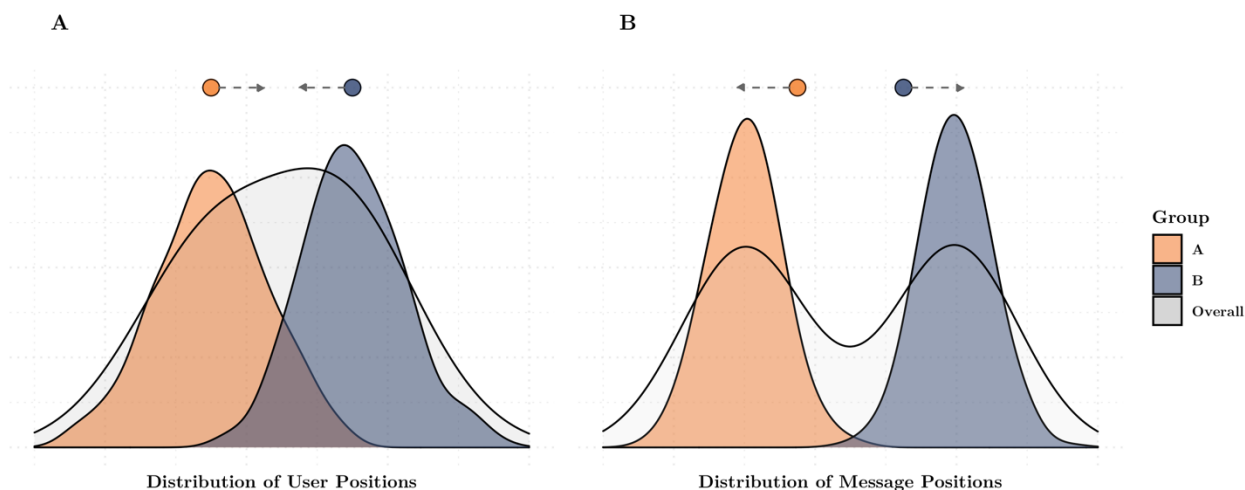 A
B
Group
A
B
Overall
Distribution of User Positions
Distribution of Message Positions